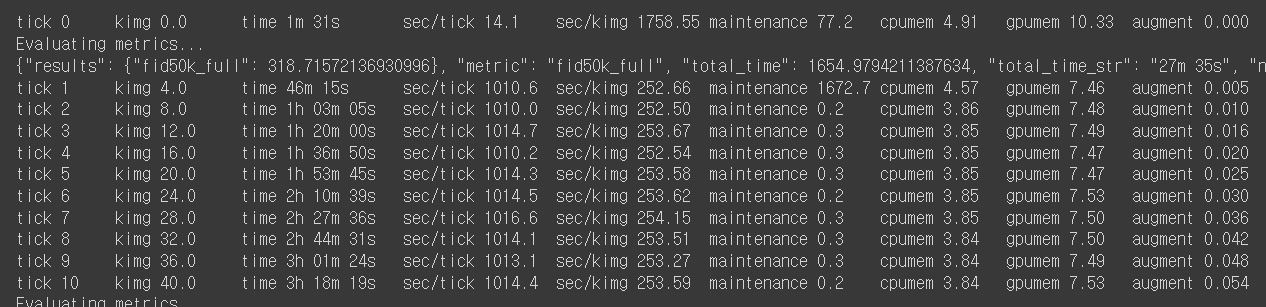 tick 0 kimg 0.0 time 1m 31s sec/tick 14.1 sec/kimg 1758.55 maintenance 77.2 cpumem 4.91 gpumem 10.33 augment 0.000
Evaluating metrics...
{"results": {"fid50k_full": 318.71572136930996}, "metric": "fid50k_full", "total_time": 1654.9794211387634, "total_time_str": "27m 35s", "n
tick 1 kimg 4.0 time 46m 15s sec/tick 1010.6 sec/kimg 252.66 maintenance 1672.7 cpumem 4.57 gpumem 7.46 augment 0.005
tick 2 kimg 8.0 time 1h 03m 05s sec/tick 1010.0 sec/kimg 252.50 maintenance 0.2 cpumem 3.86 gpumem 7.48 augment 0.010
tick 3 kimg 12.0 time 1h 20m 00s sec/tick 1014.7 sec/kimg 253.67 maintenance 0.3 cpumem 3.85 gpumem 7.49 augment 0.016
tick 4 kimg 16.0 time 1h 36m 50s sec/tick 1010.2 sec/kimg 252.54 maintenance 0.3 cpumem 3.85 gpumem 7.47 augment 0.020
tick 5 kimg 20.0 time 1h 53m 45s sec/tick 1014.3 sec/kimg 253.58 maintenance 0.3 cpumem 3.85 gpumem 7.47 augment 0.025
tick 6 kimg 24.0 time 2h 10m 39s sec/tick 1014.5 sec/kimg 253.62 maintenance 0.2 cpumem 3.85 gpumem 7.53 augment 0.030
tick 7 kimg 28.0 time 2h 27m 36s sec/tick 1016.6 sec/kimg 254.15 maintenance 0.3 cpumem 3.85 gpumem 7.50 augment 0.036
tick 8 kimg 32.0 time 2h 44m 31s sec/tick 1014.1 sec/kimg 253.51 maintenance 0.3 cpumem 3.84 gpumem 7.50 augment 0.042
tick 9 kimg 36.0 time 3h 01m 24s sec/tick 1013.1 sec/kimg 253.27 maintenance 0.3 cpumem 3.84 gpumem 7.49 augment 0.048
tick 10 kimg 40.0 time 3h 18m 19s sec/tick 1014.4 sec/kimg 253.59 maintenance 0.2 cpumem 3.84 gpumem 7.53 augment 0.054
Evaluating metrics